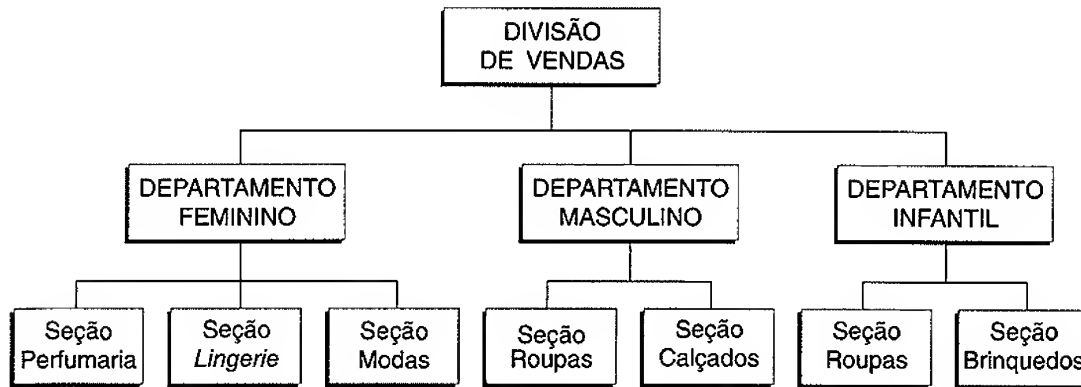 DIVISÃO
DE VENDAS
DEPARTAMENTO
FEMININO
DEPARTAMENTO
MASCULINO
DEPARTAMENTO
INFANTIL
Seção
Perfumaria
Seção
Lingerie
Seção
Modas
Seção
Roupas
Seção
Calçados
Seção
Roupas
Seção
Brinquedos